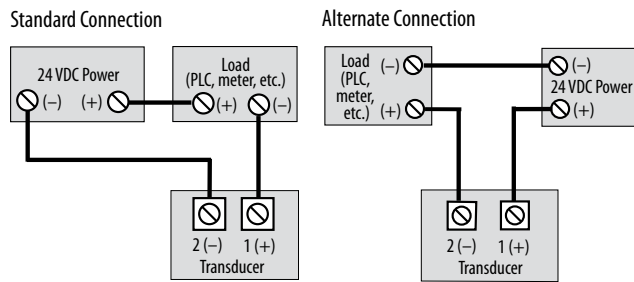 Standard Connection
24 VDC Power
(–) (+)
Load
(PLC, meter, etc.)
(+) (–)
2 (–) 1 (+)
Transducer
Alternate Connection
Load (–)
(PLC,
meter,
etc.) (+)
(–)
24 VDC Power
(+)
2 (–) 1 (+)
Transducer